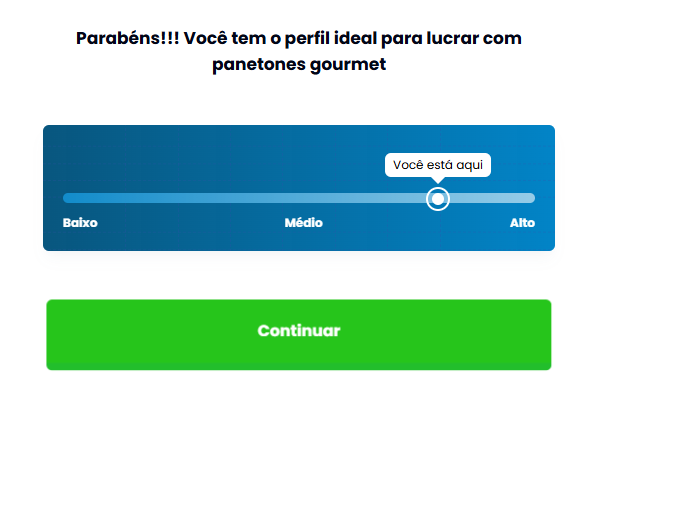 Parabéns!!! Você tem o perfil ideal para lucrar com
panetones gourmet
Você está aqui
Baixo Médio Alto
Continuar